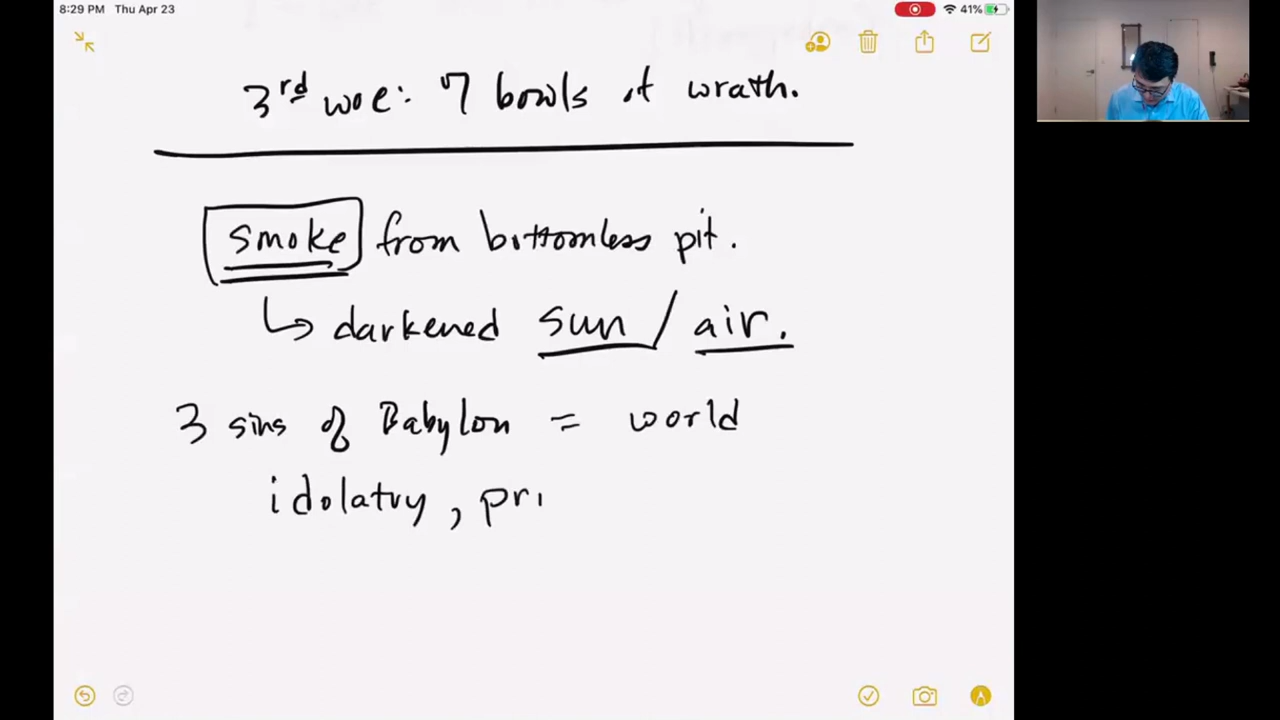 8:29 PM Thu Apr 23
41%
3rd woe: 7 bowls of wrath.
smoke from bottomless pit.
↳ darkened sun / air.
3 sins of Babylon = world
idolatry, pri